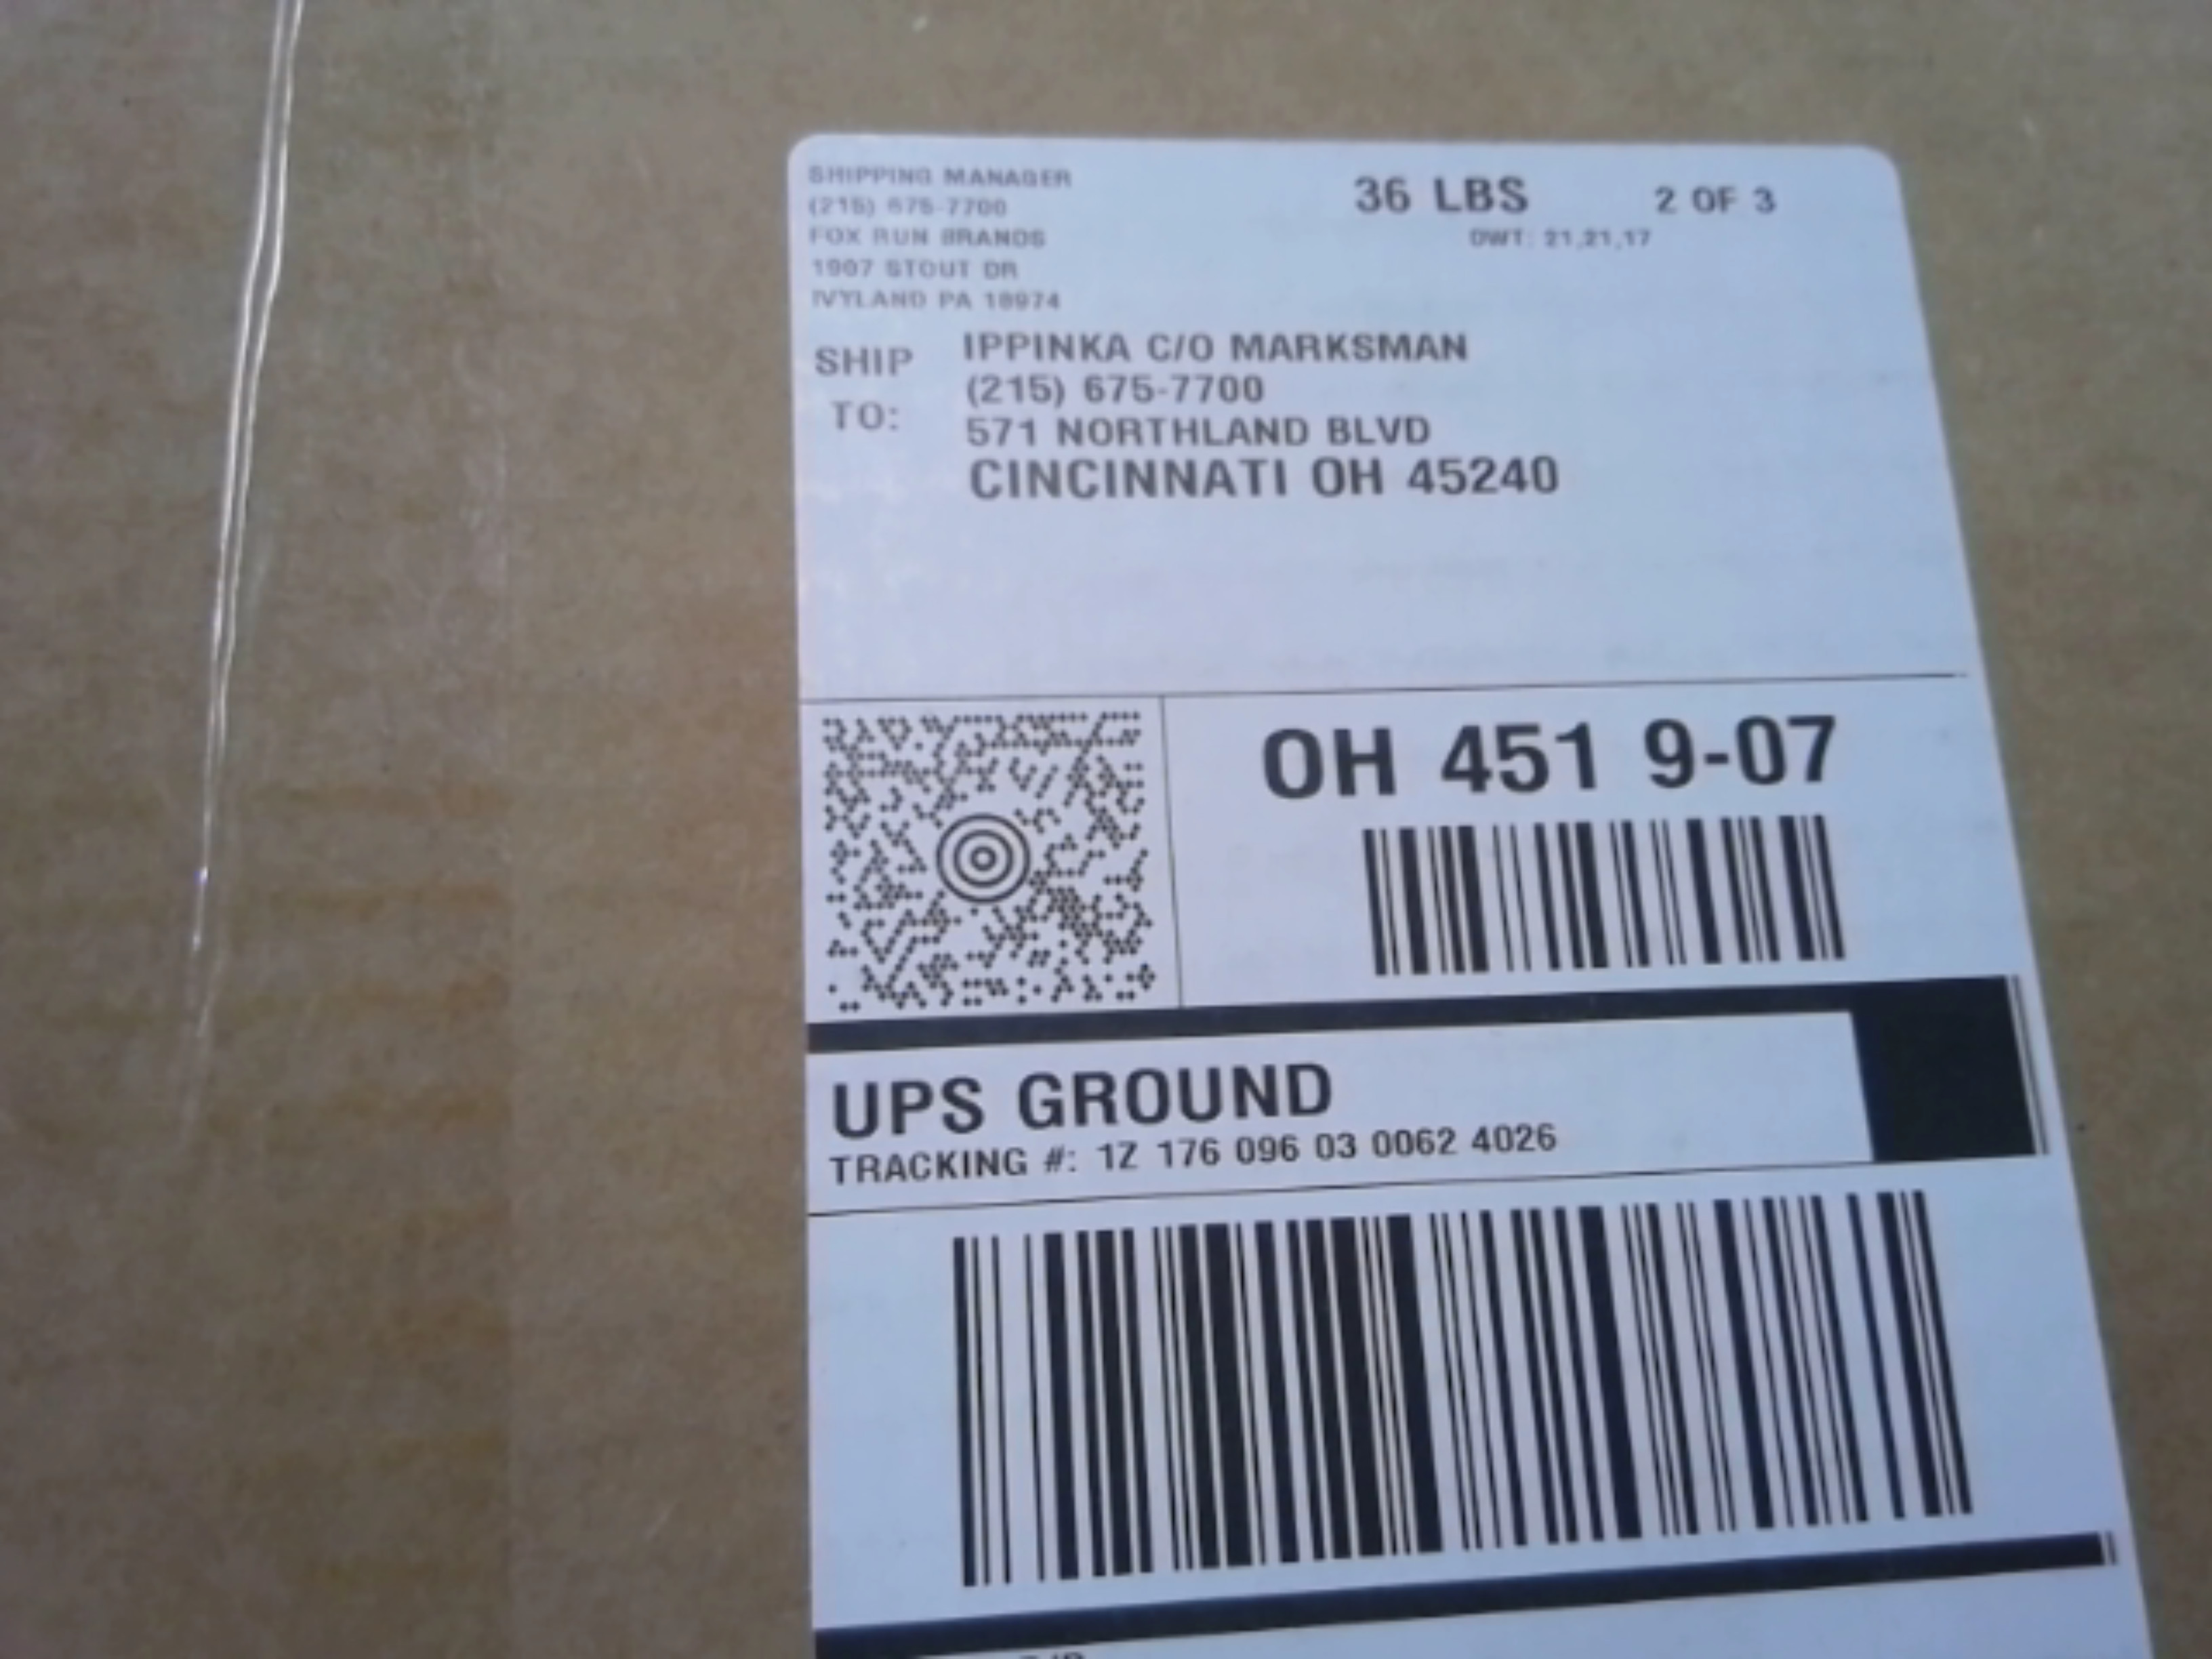 SHIPPING MANAGER
(215) 675-7700
FOX RUN BRANDS
1907 STOUT DR
IVYLAND PA 18974
36 LBS 2 OF 3
DWT: 21,21,17
SHIP TO:
IPPINKA C/O MARKSMAN
(215) 675-7700
571 NORTHLAND BLVD
CINCINNATI OH 45240
OH 451 9-07
UPS GROUND
TRACKING #: 1Z 176 096 03 0062 4026